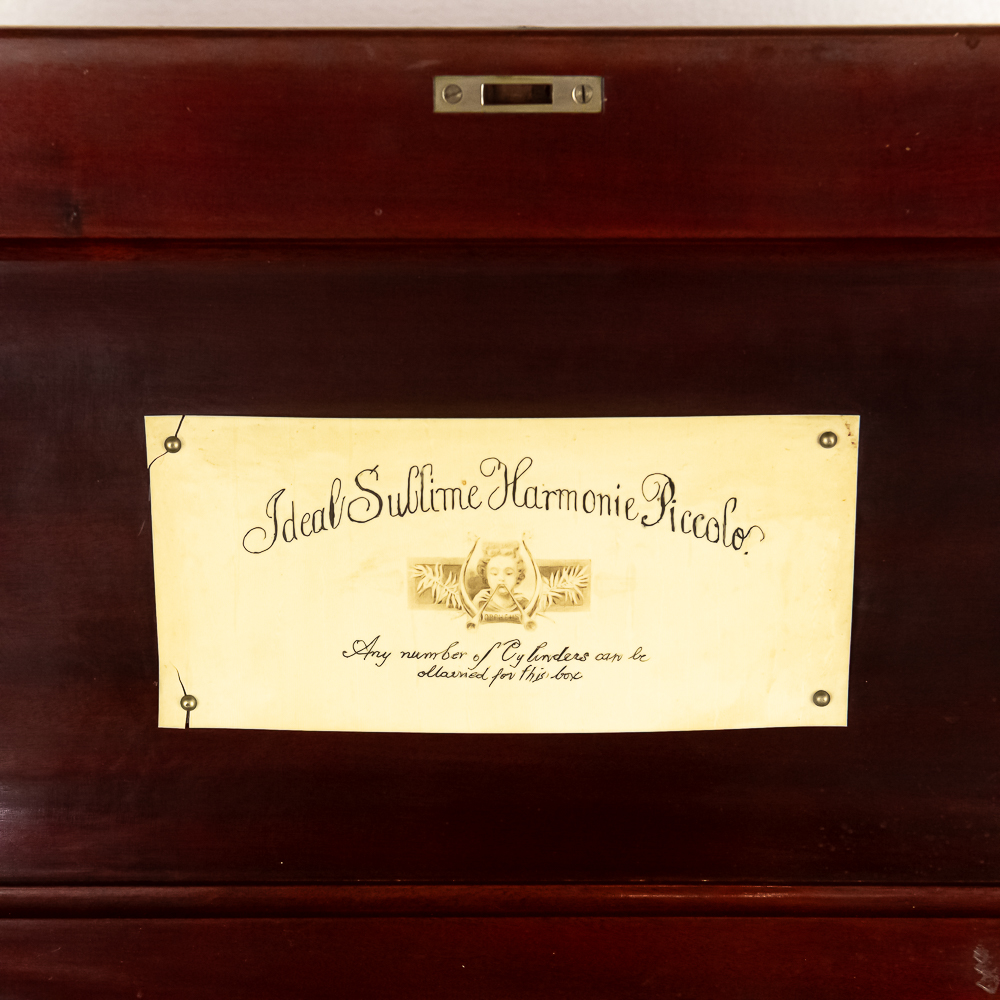 Ideal Sublime Harmonie Piccolo.
Any number of Cylinders can be
obtained for this box